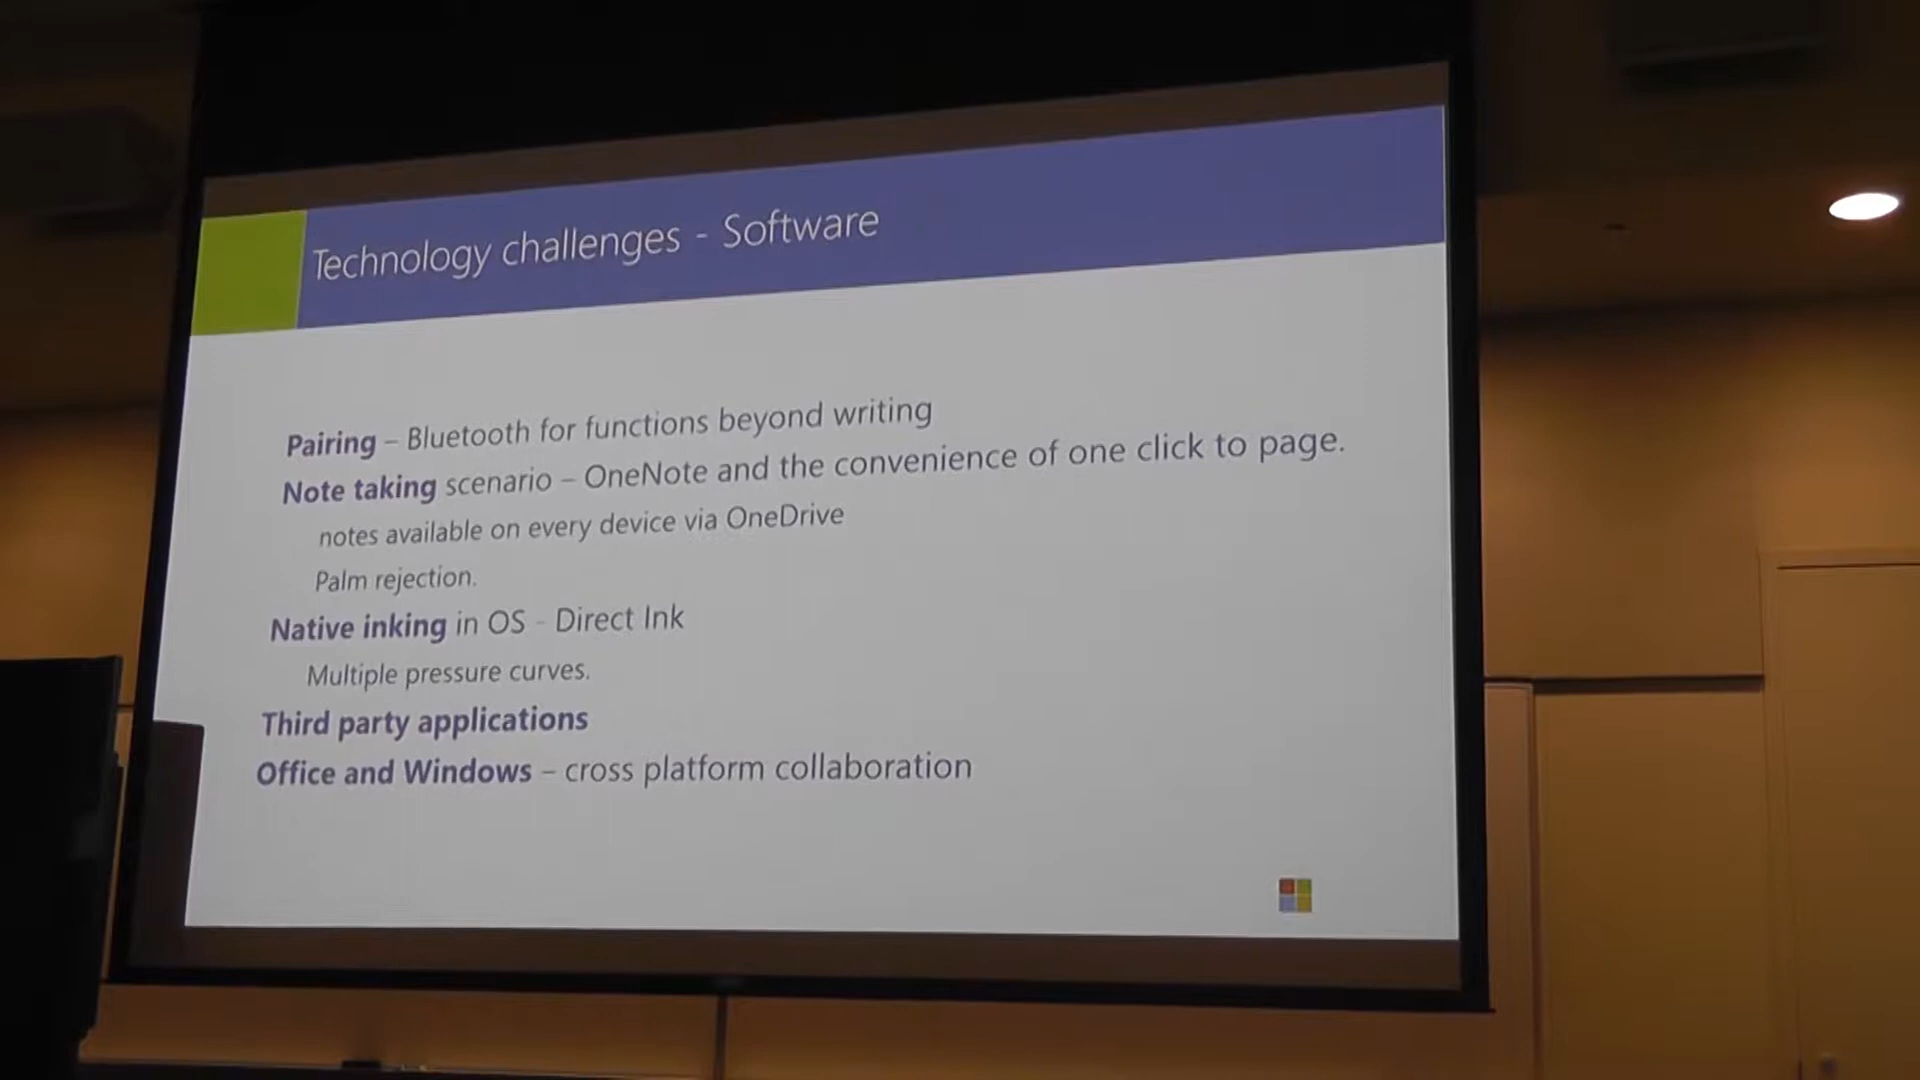 Technology challenges - Software
Pairing – Bluetooth for functions beyond writing
Note taking scenario – OneNote and the convenience of one click to page.
notes available on every device via OneDrive
Palm rejection.
Native inking in OS - Direct Ink
Multiple pressure curves.
Third party applications
Office and Windows – cross platform collaboration